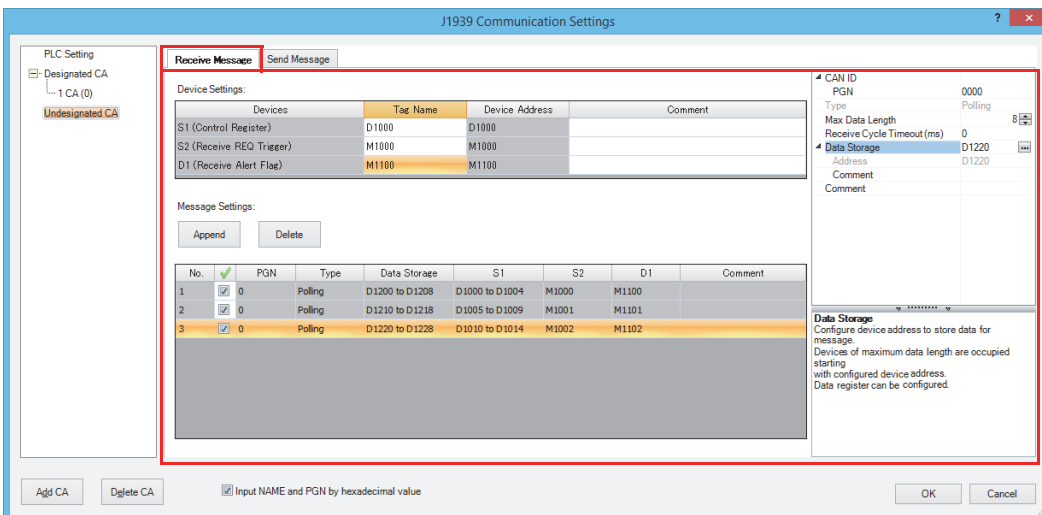 J1939 Communication Settings
? ×
PLC Setting
Designated CA
1 CA (0)
Undesignated CA
Receive Message Send Message
Device Settings:
Devices Tag Name Device Address Comment
S1 (Control Register) D1000 D1000
S2 (Receive REQ Trigger) M1000 M1000
D1 (Receive Alert Flag) M1100 M1100
Message Settings:
Append Delete
No. PGN Type Data Storage S1 S2 D1 Comment
1 0 Polling D1200 to D1208 D1000 to D1004 M1000 M1100
2 0 Polling D1210 to D1218 D1005 to D1009 M1001 M1101
3 0 Polling D1220 to D1228 D1010 to D1014 M1002 M1102
CAN ID
PGN 0000
Type Polling
Max Data Length 8
Receive Cycle Timeout (ms) 0
Data Storage D1220 ...
Address D1220
Comment
Comment
Data Storage
Configure device address to store data for
message.
Devices of maximum data length are occupied
starting
with configured device address.
Data register can be configured.
Add CA Delete CA Input NAME and PGN by hexadecimal value OK Cancel